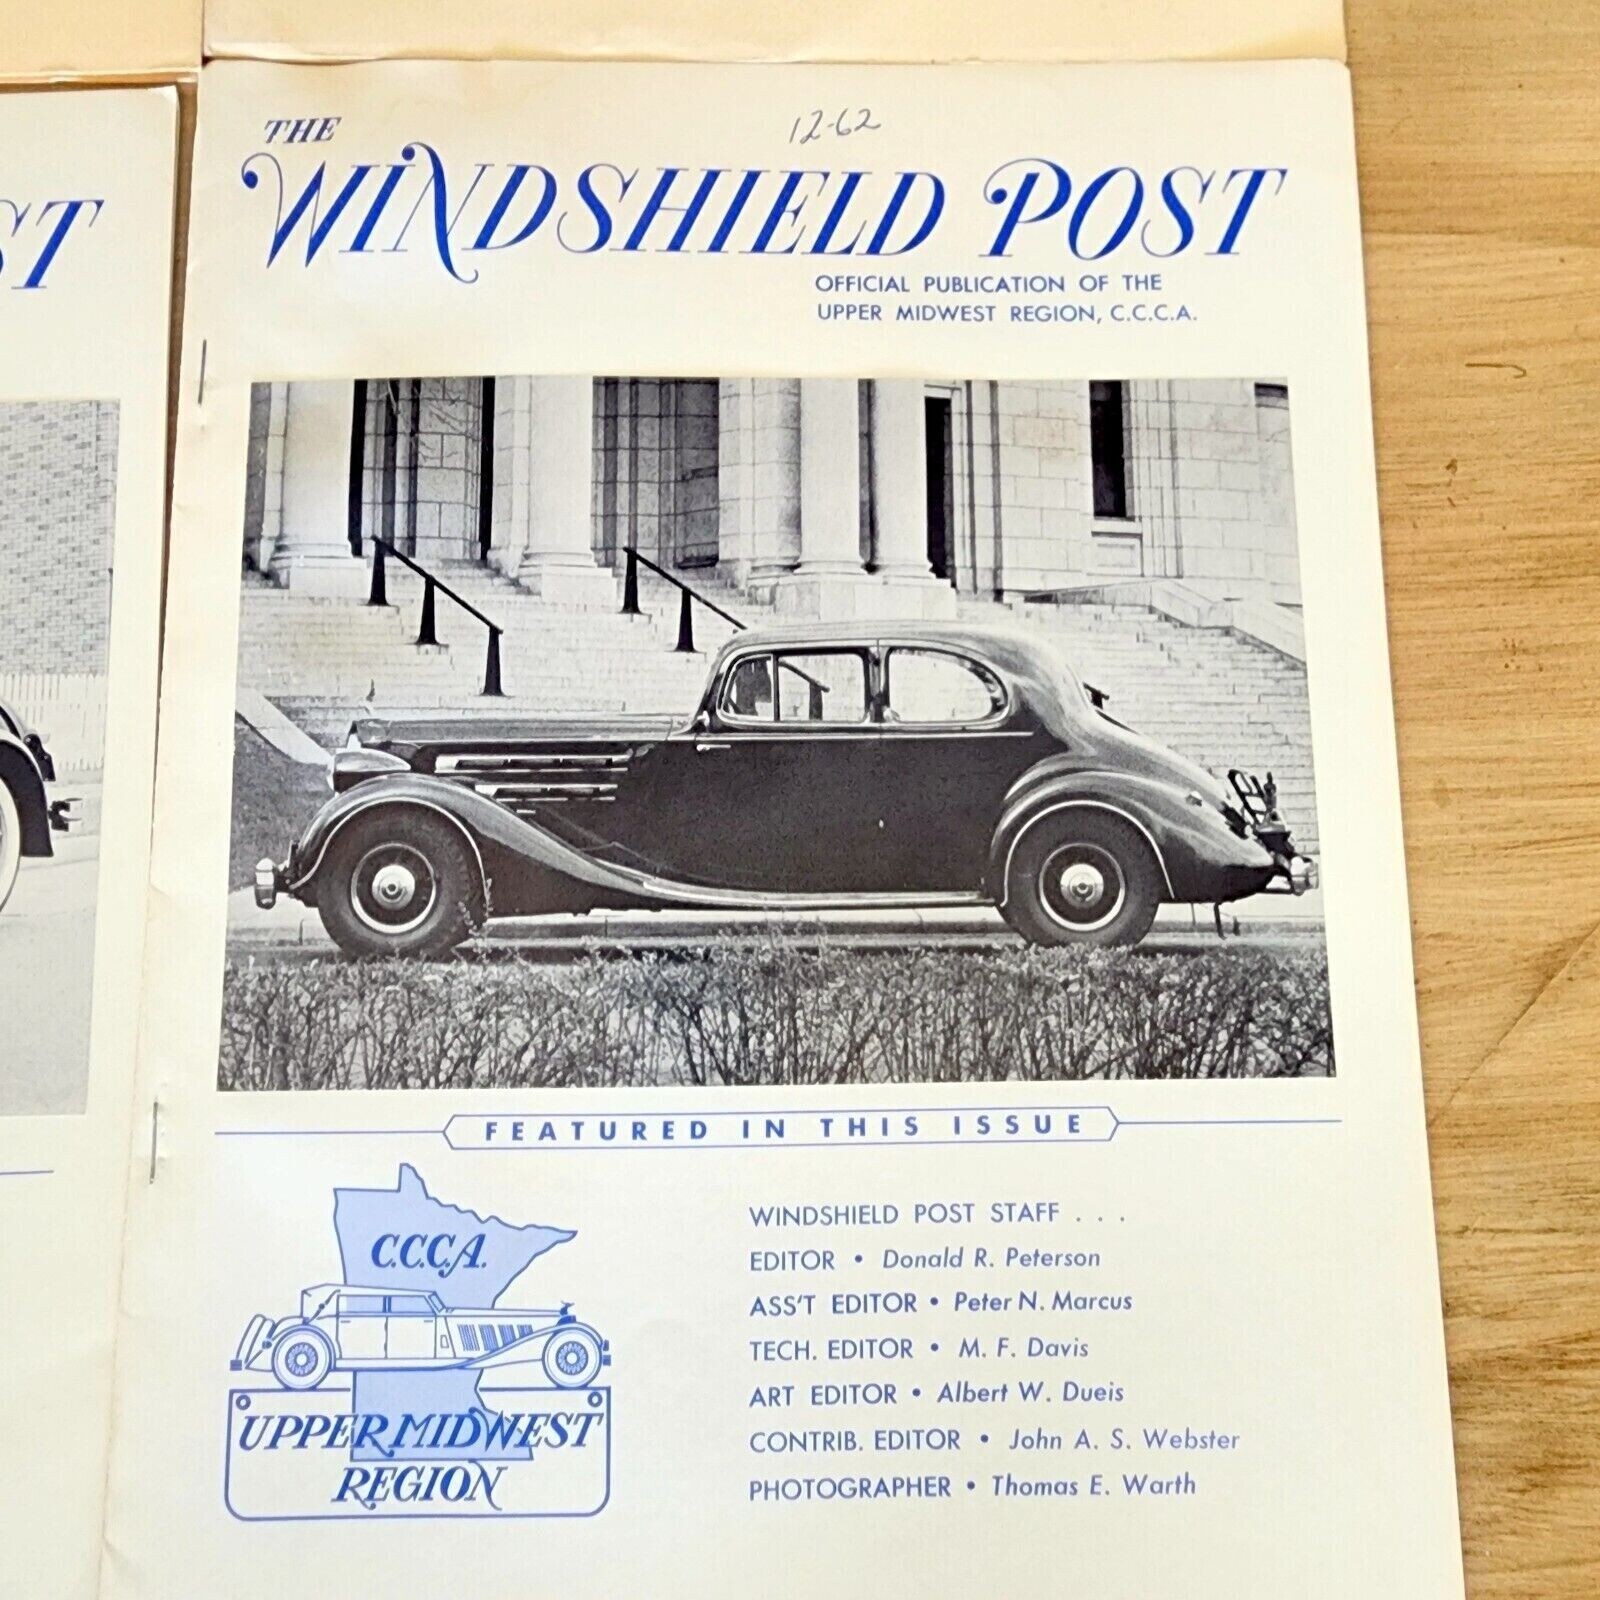 12-62
THE
WINDSHIELD POST
OFFICIAL PUBLICATION OF THE
UPPER MIDWEST REGION, C.C.C.A.
ST
FEATURED IN THIS ISSUE
C.C.C.A.
UPPER MIDWEST
REGION
WINDSHIELD POST STAFF . . .
EDITOR • Donald R. Peterson
ASS'T EDITOR • Peter N. Marcus
TECH. EDITOR • M. F. Davis
ART EDITOR • Albert W. Dueis
CONTRIB. EDITOR • John A. S. Webster
PHOTOGRAPHER • Thomas E. Warth